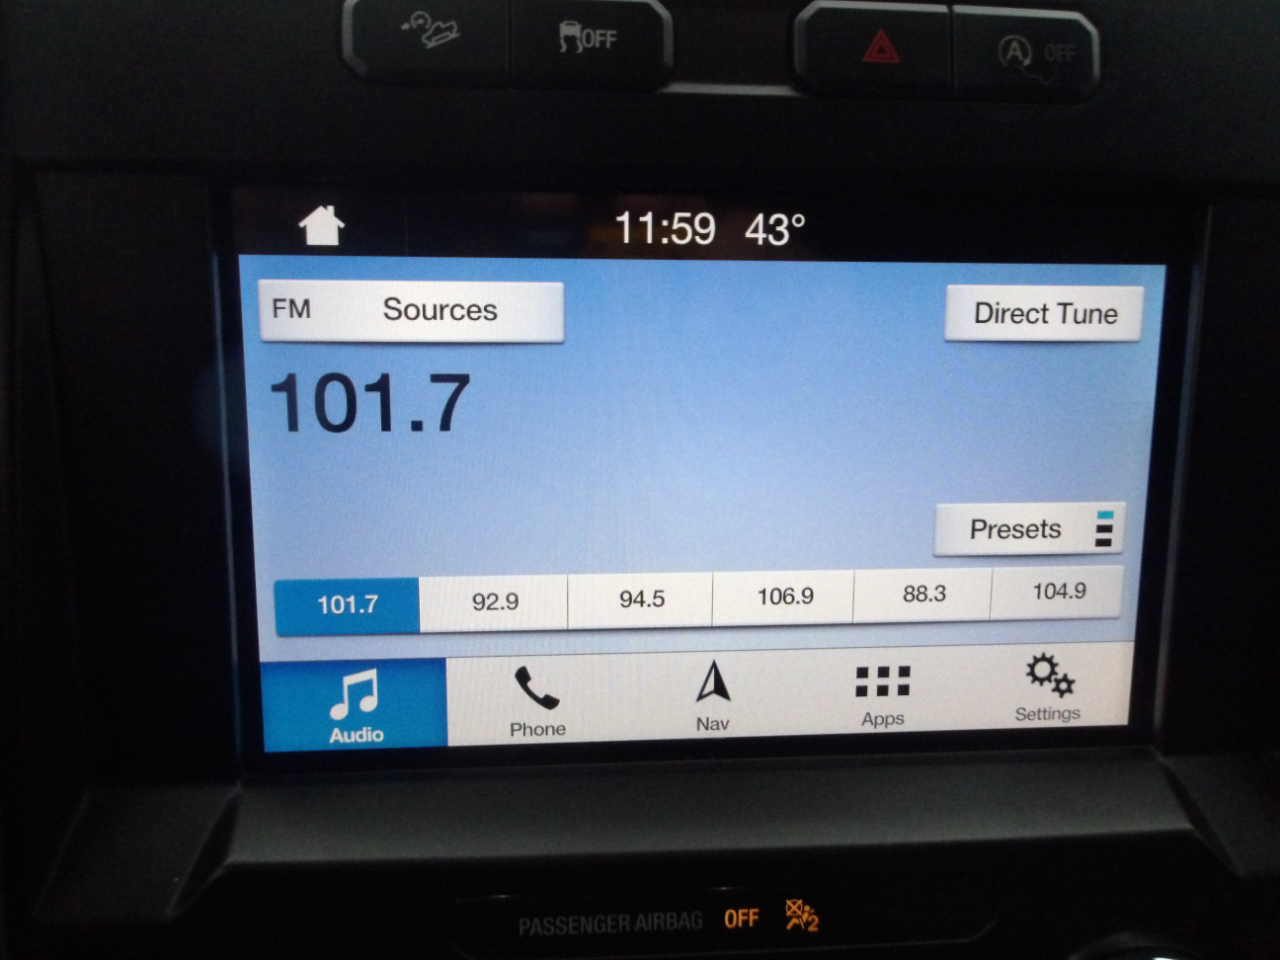 OFF
A OFF
11:59 43°
FM Sources
Direct Tune
101.7
Presets
101.7 92.9 94.5 106.9 88.3 104.9
Audio Phone Nav Apps Settings
PASSENGER AIRBAG OFF 2